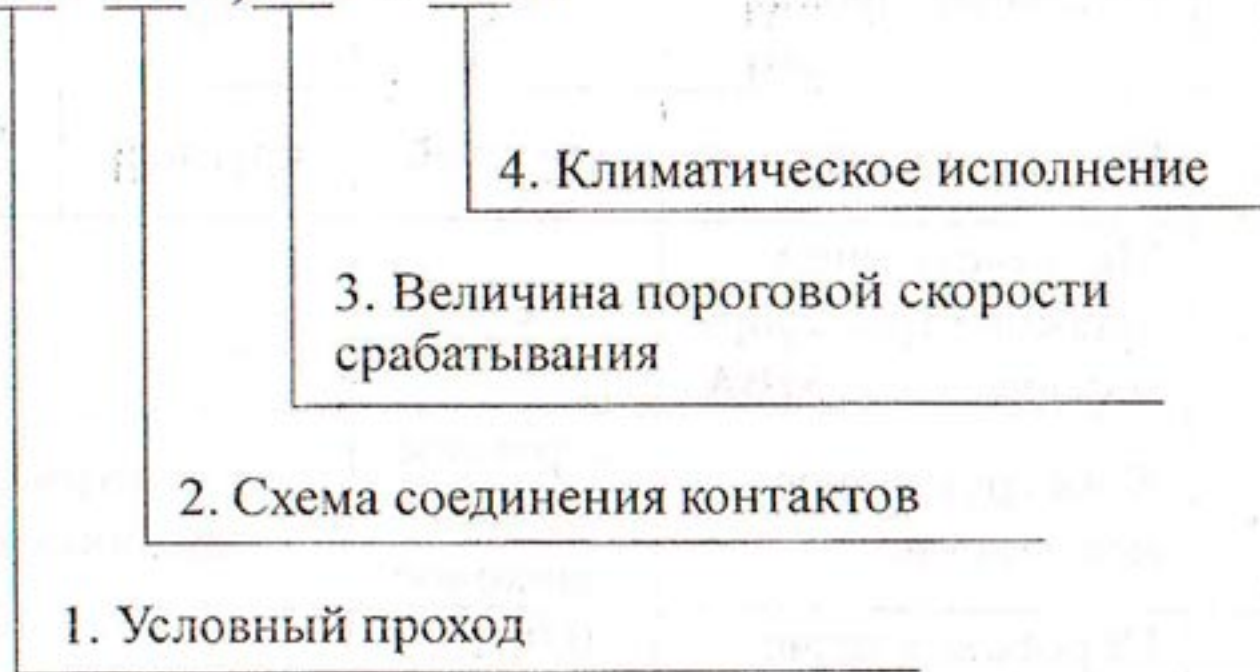 4. Климатическое исполнение
3. Величина пороговой скорости
срабатывания
2. Схема соединения контактов
1. Условный проход